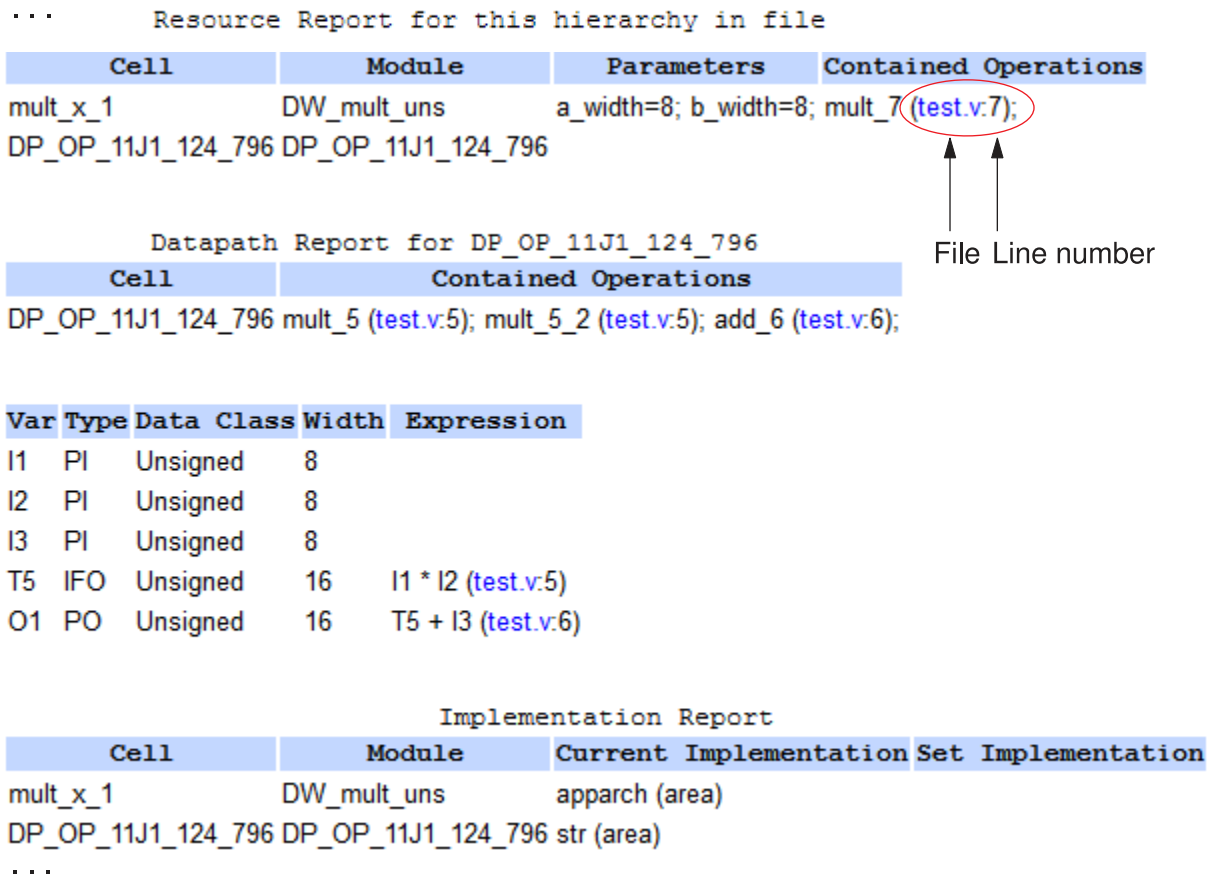 ...
Resource Report for this hierarchy in file
Cell Module Parameters Contained Operations
mult_x_1 DW_mult_uns a_width=8; b_width=8; mult_7 (test.v:7);
DP_OP_11J1_124_796 DP_OP_11J1_124_796
File Line number
Datapath Report for DP_OP_11J1_124_796
Cell Contained Operations
DP_OP_11J1_124_796 mult_5 (test.v:5); mult_5_2 (test.v:5); add_6 (test.v:6);
Var Type Data Class Width Expression
I1 PI Unsigned 8
I2 PI Unsigned 8
I3 PI Unsigned 8
T5 IFO Unsigned 16 I1 * I2 (test.v:5)
O1 PO Unsigned 16 T5 + I3 (test.v:6)
Implementation Report
Cell Module Current Implementation Set Implementation
mult_x_1 DW_mult_uns apparch (area)
DP_OP_11J1_124_796 DP_OP_11J1_124_796 str (area)
...